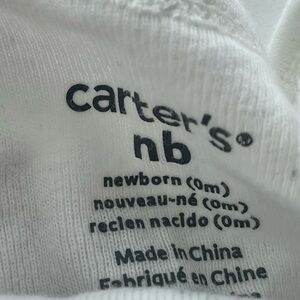 carter's®
nb
newborn (0m)
nouveau-né (0m)
recien nacido (0m)
Made in China
Fabriqué en Chine